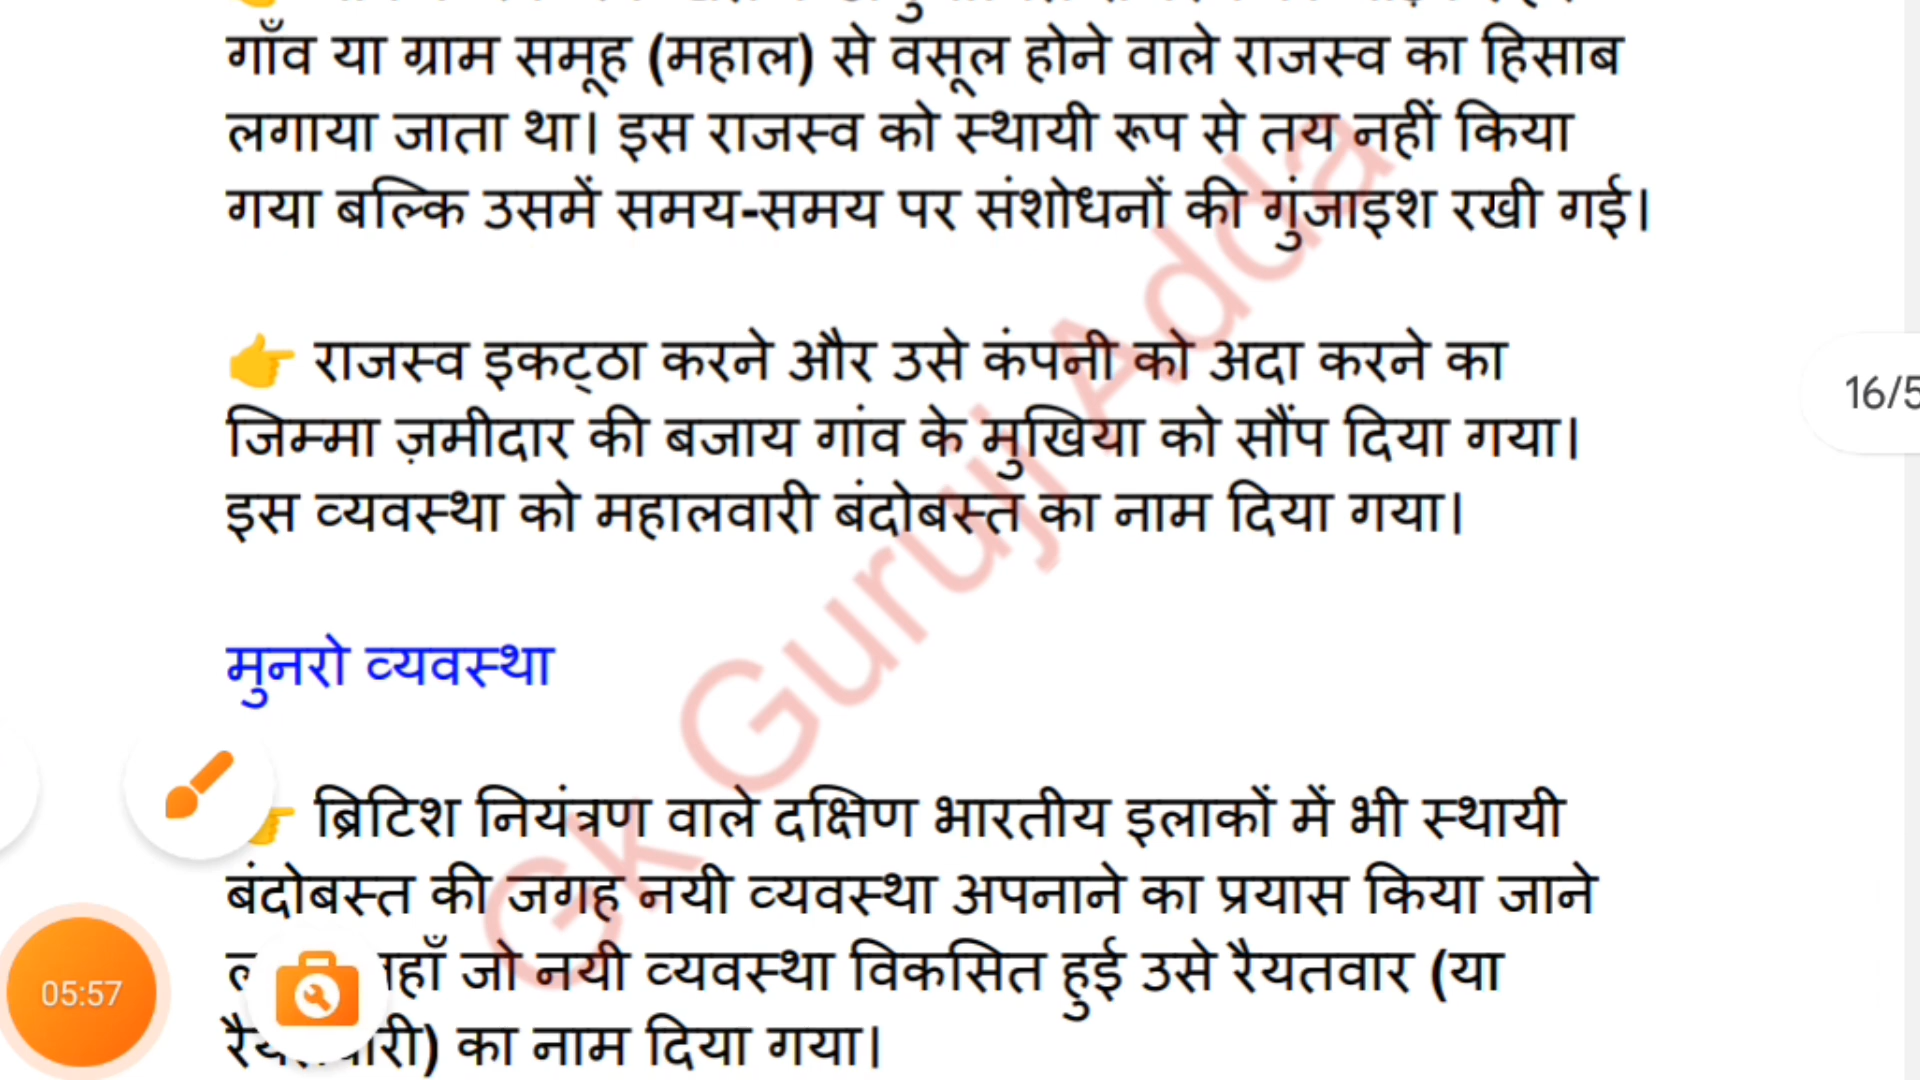 गाँव या ग्राम समूह (महाल) से वसूल होने वाले राजस्व का हिसाब
लगाया जाता था। इस राजस्व को स्थायी रूप से तय नहीं किया
गया बल्कि उसमें समय-समय पर संशोधनों की गुंजाइश रखी गई।
👉 राजस्व इकट्ठा करने और उसे कंपनी को अदा करने का
16/5
जिम्मा ज़मीदार की बजाय गांव के मुखिया को सौंप दिया गया।
इस व्यवस्था को महालवारी बंदोबस्त का नाम दिया गया।
मुनरो व्यवस्था
👉 ब्रिटिश नियंत्रण वाले दक्षिण भारतीय इलाकों में भी स्थायी
बंदोबस्त की जगह नयी व्यवस्था अपनाने का प्रयास किया जाने
जो नयी व्यवस्था विकसित हुई उसे रैयतवार (या
05:57
का नाम दिया गया।
Gk Guruji Adda